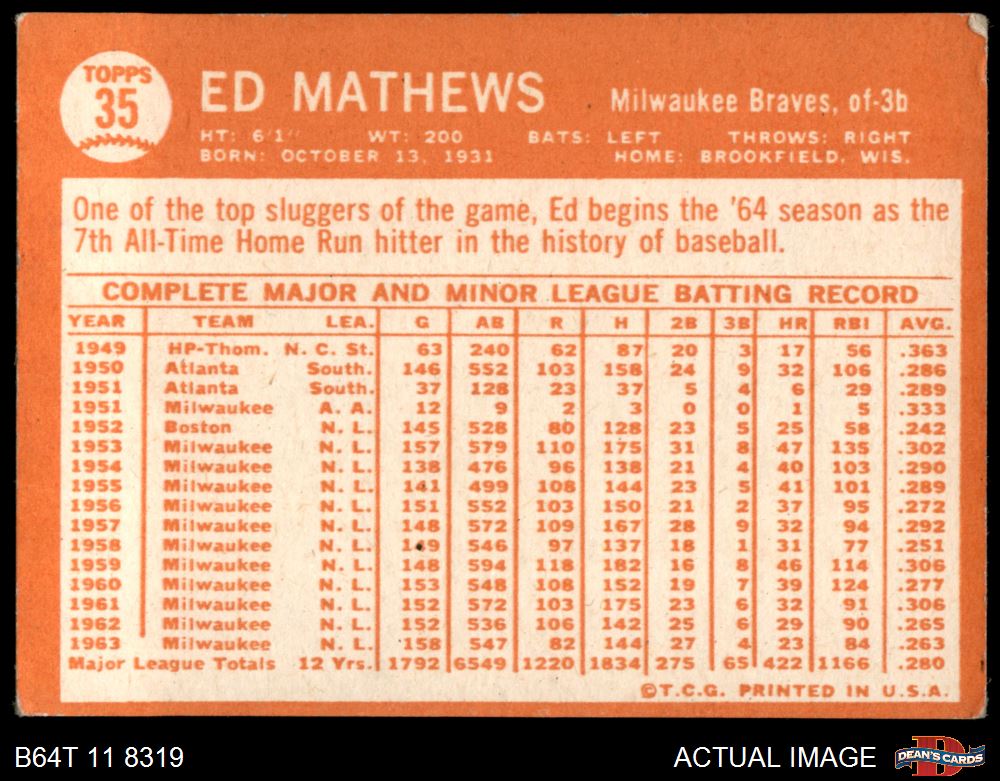 TOPPS
35
ED MATHEWS
Milwaukee Braves, of-3b
HT: 6'1" WT: 200 BATS: LEFT THROWS: RIGHT
BORN: OCTOBER 13, 1931 HOME: BROOKFIELD, WIS.
One of the top sluggers of the game, Ed begins the '64 season as the
7th All-Time Home Run hitter in the history of baseball.
COMPLETE MAJOR AND MINOR LEAGUE BATTING RECORD
YEAR TEAM LEA. G AB R H 2B 3B HR RBI AVG.
1949 HP-Thom. N. C. St. 63 240 62 87 20 3 17 56 .363
1950 Atlanta South. 146 552 103 158 24 9 32 106 .286
1951 Atlanta South. 37 128 23 37 5 4 6 29 .289
1951 Milwaukee A. A. 12 9 2 3 0 0 1 5 .333
1952 Boston N. L. 145 528 80 128 23 5 25 58 .242
1953 Milwaukee N. L. 157 579 110 175 31 8 47 135 .302
1954 Milwaukee N. L. 138 476 96 138 21 4 40 103 .290
1955 Milwaukee N. L. 141 499 108 144 23 5 41 101 .289
1956 Milwaukee N. L. 151 552 103 150 21 2 37 95 .272
1957 Milwaukee N. L. 148 572 109 167 28 9 32 94 .292
1958 Milwaukee N. L. 149 546 97 137 18 1 31 77 .251
1959 Milwaukee N. L. 148 594 118 182 16 8 46 114 .306
1960 Milwaukee N. L. 153 548 108 152 19 7 39 124 .277
1961 Milwaukee N. L. 152 572 103 175 23 6 32 91 .306
1962 Milwaukee N. L. 152 536 106 142 25 6 29 90 .265
1963 Milwaukee N. L. 158 547 82 144 27 4 23 84 .263
Major League Totals 12 Yrs. 1792 6549 1220 1834 275 65 422 1166 .280
©T.C.G. PRINTED IN U.S.A.
B64T 11 8319
ACTUAL IMAGE
DEAN'S CARDS